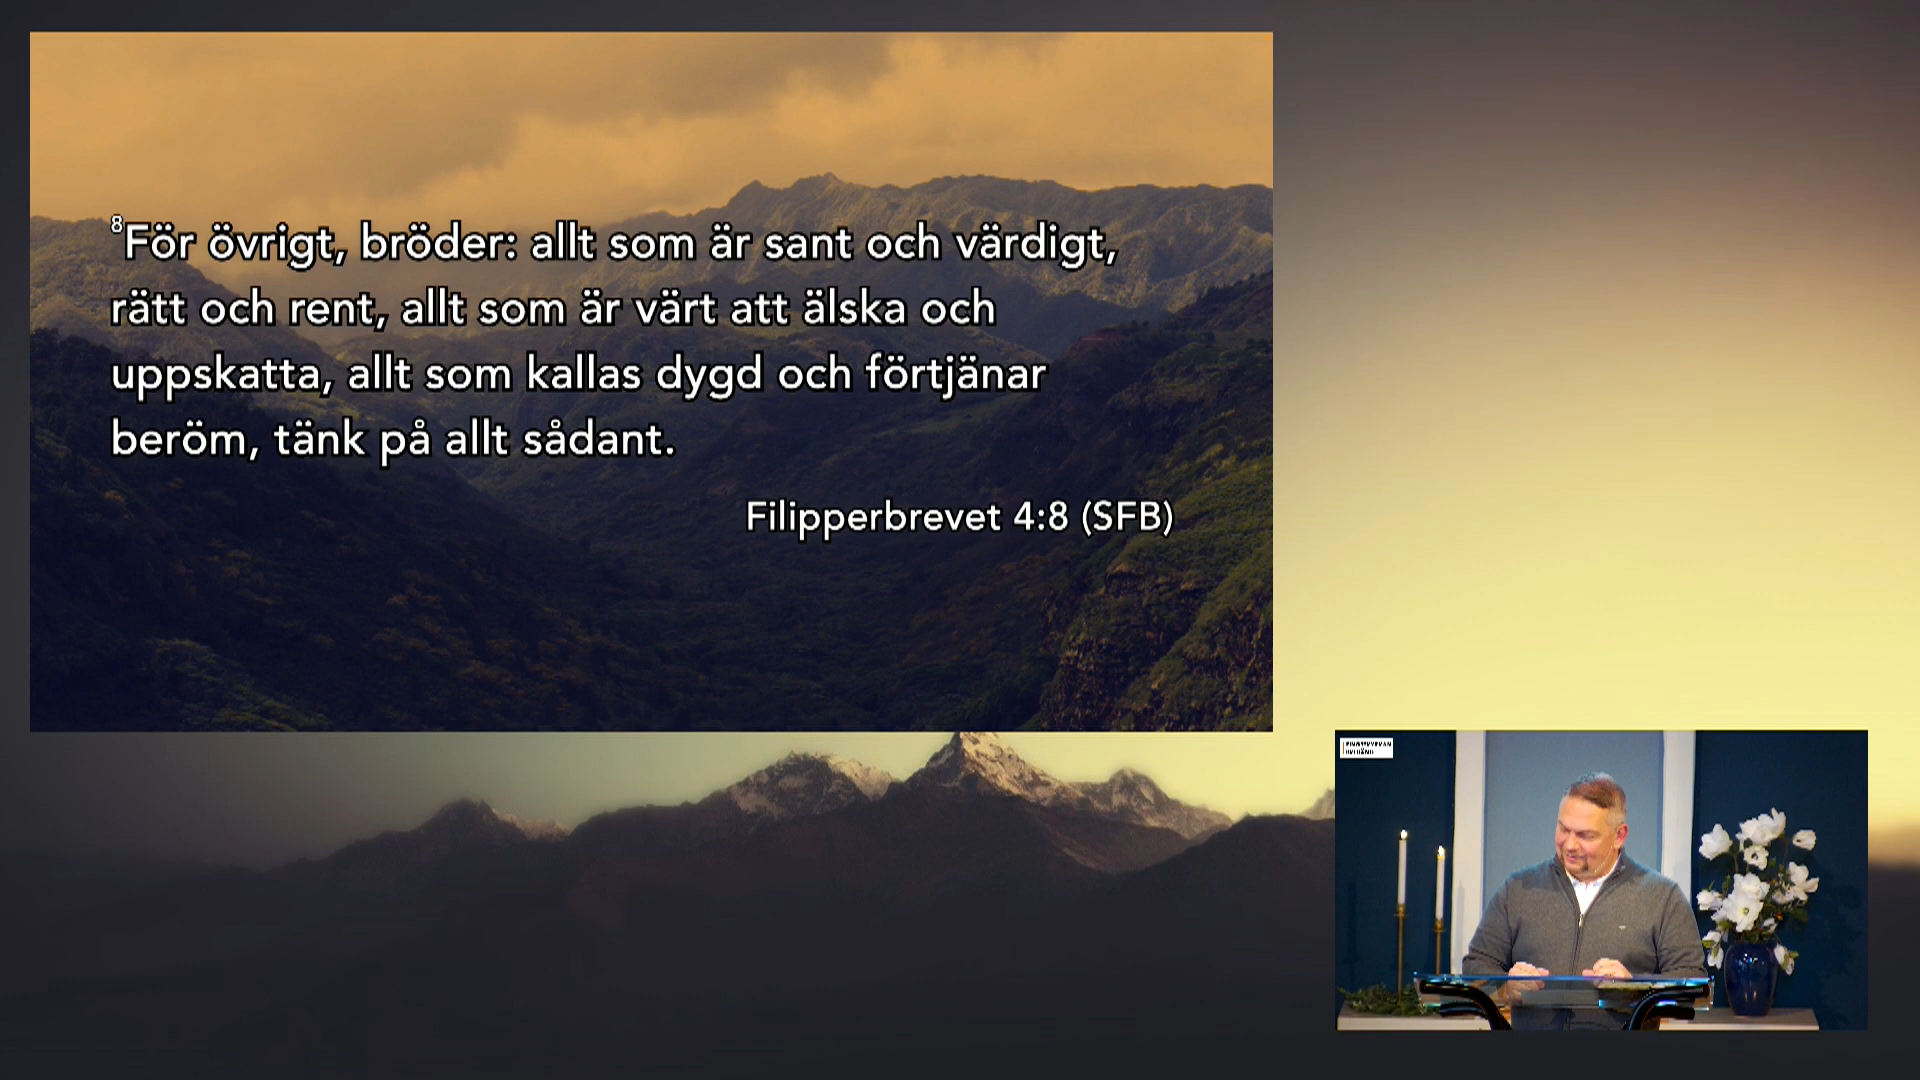 ⁸För övrigt, bröder: allt som är sant och värdigt,
rätt och rent, allt som är värt att älska och
uppskatta, allt som kallas dygd och förtjänar
beröm, tänk på allt sådant.
Filipperbrevet 4:8 (SFB)